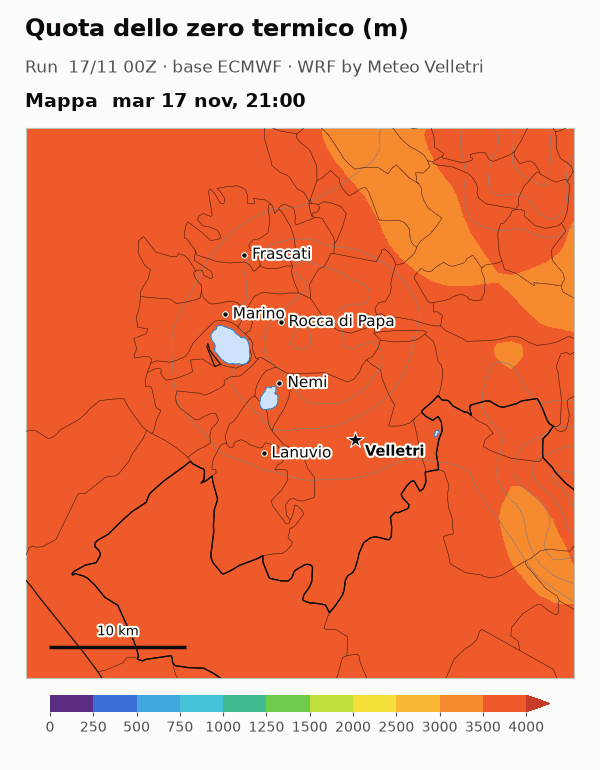 Quota dello zero termico (m)
Run  17/11 00Z · base ECMWF · WRF by Meteo Velletri
Mappa  mar 17 nov, 21:00
Frascati
Marino
Rocca di Papa
Nemi
Velletri
Lanuvio
10 km
0 250 500 750 1000 1250 1500 2000 2500 3000 3500 4000